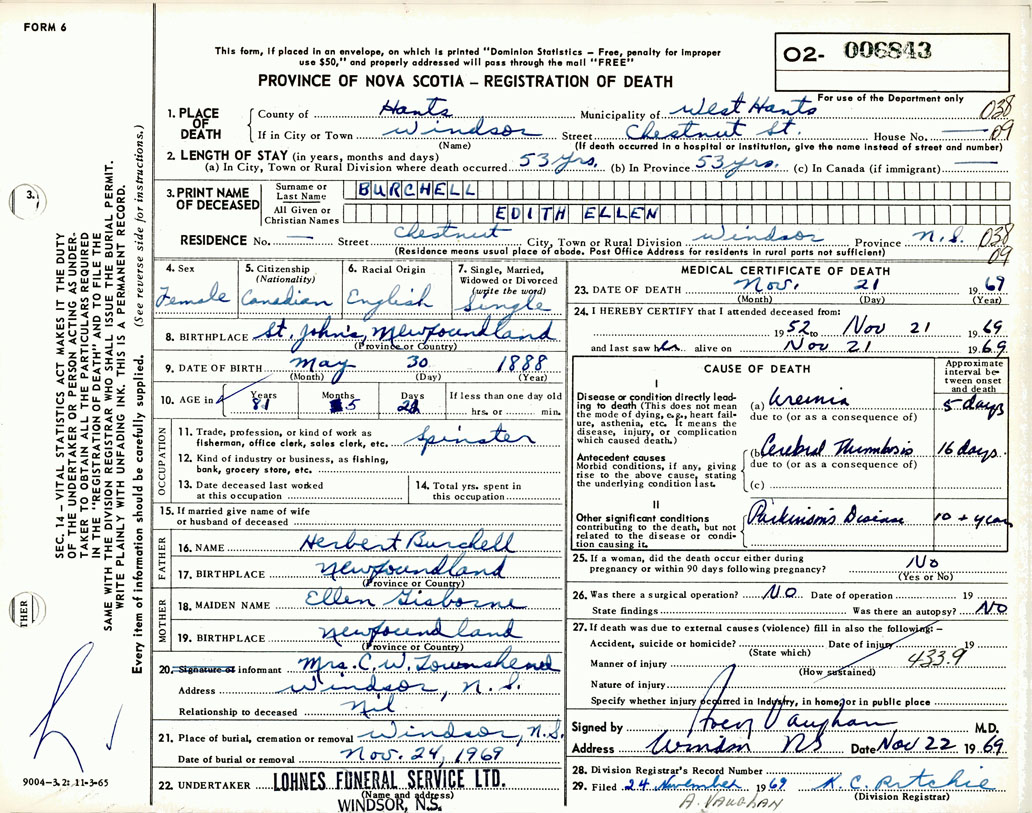 FORM 6
This form, if placed in an envelope, on which is printed "Dominion Statistics – Free, penalty for improper
use $50," and properly addressed will pass through the mail "FREE"
PROVINCE OF NOVA SCOTIA – REGISTRATION OF DEATH
O2- 006843
For use of the Department only
038
09
1. PLACE OF DEATH
County of Hants Municipality of West Hants
If in City or Town Windsor Street Chestnut St. House No. —
(Name) (If death occurred in a hospital or institution, give the name instead of street and number)
2. LENGTH OF STAY (in years, months and days)
(a) In City, Town or Rural Division where death occurred 53 yrs. (b) In Province 53 yrs. (c) In Canada (if immigrant) —
3. PRINT NAME OF DECEASED
Surname or Last Name BURCHELL
All Given or Christian Names EDITH ELLEN
RESIDENCE No. — Street Chestnut City, Town or Rural Division Windsor Province N.S. 038
09
(Residence means usual place of abode. Post Office Address for residents in rural parts not sufficient)
4. Sex
Female
5. Citizenship
(Nationality)
Canadian
6. Racial Origin
English
7. Single, Married,
Widowed or Divorced
(write the word)
Single
8. BIRTHPLACE St. John's, Newfoundland
(Province or Country)
9. DATE OF BIRTH May 30 1888
(Month) (Day) (Year)
10. AGE in
Years Months Days If less than one day old
81 5 22 hrs. or min.
OCCUPATION
11. Trade, profession, or kind of work as
fisherman, office clerk, sales clerk, etc. Spinster
12. Kind of industry or business, as fishing,
bank, grocery store, etc.
13. Date deceased last worked
at this occupation
14. Total yrs. spent in
this occupation
15. If married give name of wife
or husband of deceased
FATHER
16. NAME Herbert Burchell
17. BIRTHPLACE Newfoundland
(Province or Country)
MOTHER
18. MAIDEN NAME Ellen Gisborne
19. BIRTHPLACE Newfoundland
(Province or Country)
20. Signature of informant Mrs. C. W. Townshend
Address Windsor, N.S.
Relationship to deceased Nil
21. Place of burial, cremation or removal Windsor, N.S.
Date of burial or removal Nov. 24, 1969
22. UNDERTAKER LOHNES FUNERAL SERVICE LTD.
(Name and address)
WINDSOR, N.S.
MEDICAL CERTIFICATE OF DEATH
23. DATE OF DEATH Nov. 21 1969
(Month) (Day) (Year)
24. I HEREBY CERTIFY that I attended deceased from:
1952 to Nov 21 1969
and last saw her alive on Nov 21 1969
CAUSE OF DEATH
Approximate
interval be-
tween onset
and death
I
Disease or condition directly lead-
ing to death (This does not mean
the mode of dying, e.g., heart fail-
ure, asthenia, etc. It means the
disease, injury, or complication
which caused death.)
(a) Uremia 5 days
due to (or as a consequence of)
Antecedent causes
Morbid conditions, if any, giving
rise to the above cause, stating
the underlying condition last.
(b) Cerebral Thrombosis 16 days
due to (or as a consequence of)
(c)
II
Other significant conditions
contributing to the death, but not
related to the disease or condi-
tion causing it.
Parkinson's Disease 10 + years
25. If a woman, did the death occur either during
pregnancy or within 90 days following pregnancy? No
(Yes or No)
26. Was there a surgical operation? NO Date of operation 19
State findings Was there an autopsy? NO
27. If death was due to external causes (violence) fill in also the following: –
Accident, suicide or homicide? Date of injury 19
(State which)
Manner of injury 433.9
(How sustained)
Nature of injury
Specify whether injury occurred in Industry, in home, or in public place
Signed by Vaughan M.D.
Address Windsor NS Date Nov 22 1969
28. Division Registrar's Record Number
29. Filed 24 November 1969 K. C. Ritchie
(Division Registrar)
A. VAUGHAN
SEC. 14 – VITAL STATISTICS ACT MAKES IT THE DUTY
OF THE UNDERTAKER OR PERSON ACTING AS UNDER-
TAKER TO OBTAIN ALL THE PARTICULARS REQUIRED
IN THE "REGISTRATION OF DEATH" AND TO FILE THE
SAME WITH THE DIVISION REGISTRAR WHO SHALL ISSUE THE BURIAL PERMIT.
WRITE PLAINLY WITH UNFADING INK. THIS IS A PERMANENT RECORD.
Every item of information should be carefully supplied. (See reverse side for instructions.)
3.
THER
9004-3.2: 11-3-65